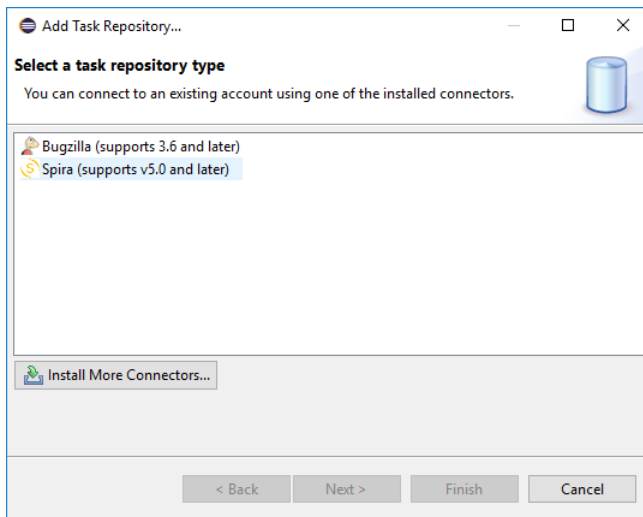 Add Task Repository...
Select a task repository type
You can connect to an existing account using one of the installed connectors.
Bugzilla (supports 3.6 and later)
Spira (supports v5.0 and later)
Install More Connectors...
< Back Next > Finish Cancel